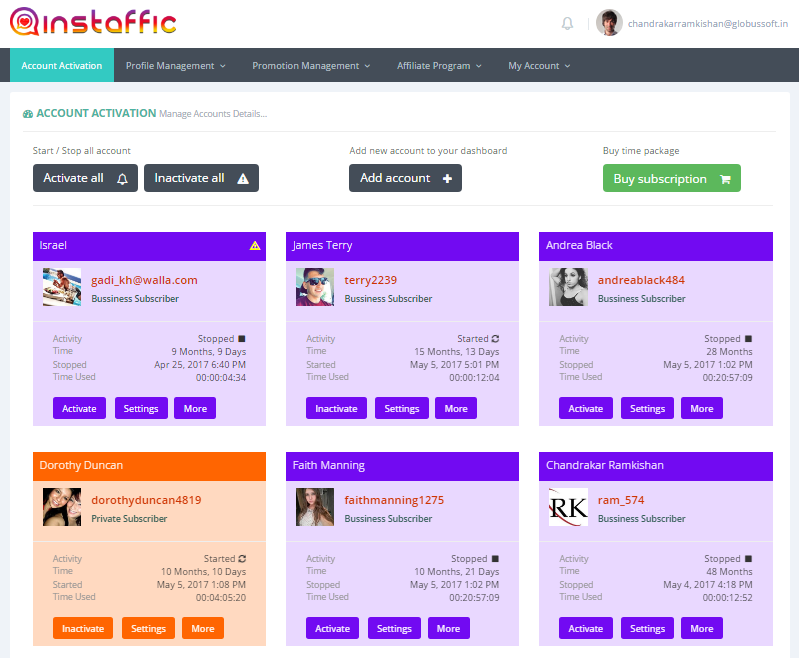 instaffic
chandrakarramkishan@globussoft.in
Account Activation Profile Management Promotion Management Affiliate Program My Account
ACCOUNT ACTIVATION Manage Accounts Details...
Start / Stop all account Add new account to your dashboard Buy time package
Activate all Inactivate all Add account Buy subscription
Israel James Terry Andrea Black
gadi_kh@walla.com terry2239 andreablack484
Bussiness Subscriber Bussiness Subscriber Bussiness Subscriber
Activity Stopped Activity Started Activity Stopped
Time 9 Months, 9 Days Time 15 Months, 13 Days Time 28 Months
Stopped Apr 25, 2017 6:40 PM Started May 5, 2017 5:01 PM Stopped May 5, 2017 1:02 PM
Time Used 00:00:04:34 Time Used 00:00:12:04 Time Used 00:20:57:09
Activate Settings More Inactivate Settings More Activate Settings More
Dorothy Duncan Faith Manning Chandrakar Ramkishan
dorothyduncan4819 faithmanning1275 RK ram_574
Private Subscriber Bussiness Subscriber Bussiness Subscriber
Activity Started Activity Stopped Activity Stopped
Time 10 Months, 10 Days Time 10 Months, 21 Days Time 48 Months
Started May 5, 2017 1:08 PM Stopped May 5, 2017 1:02 PM Stopped May 4, 2017 4:18 PM
Time Used 00:04:05:20 Time Used 00:20:57:09 Time Used 00:00:12:52
Inactivate Settings More Activate Settings More Activate Settings More